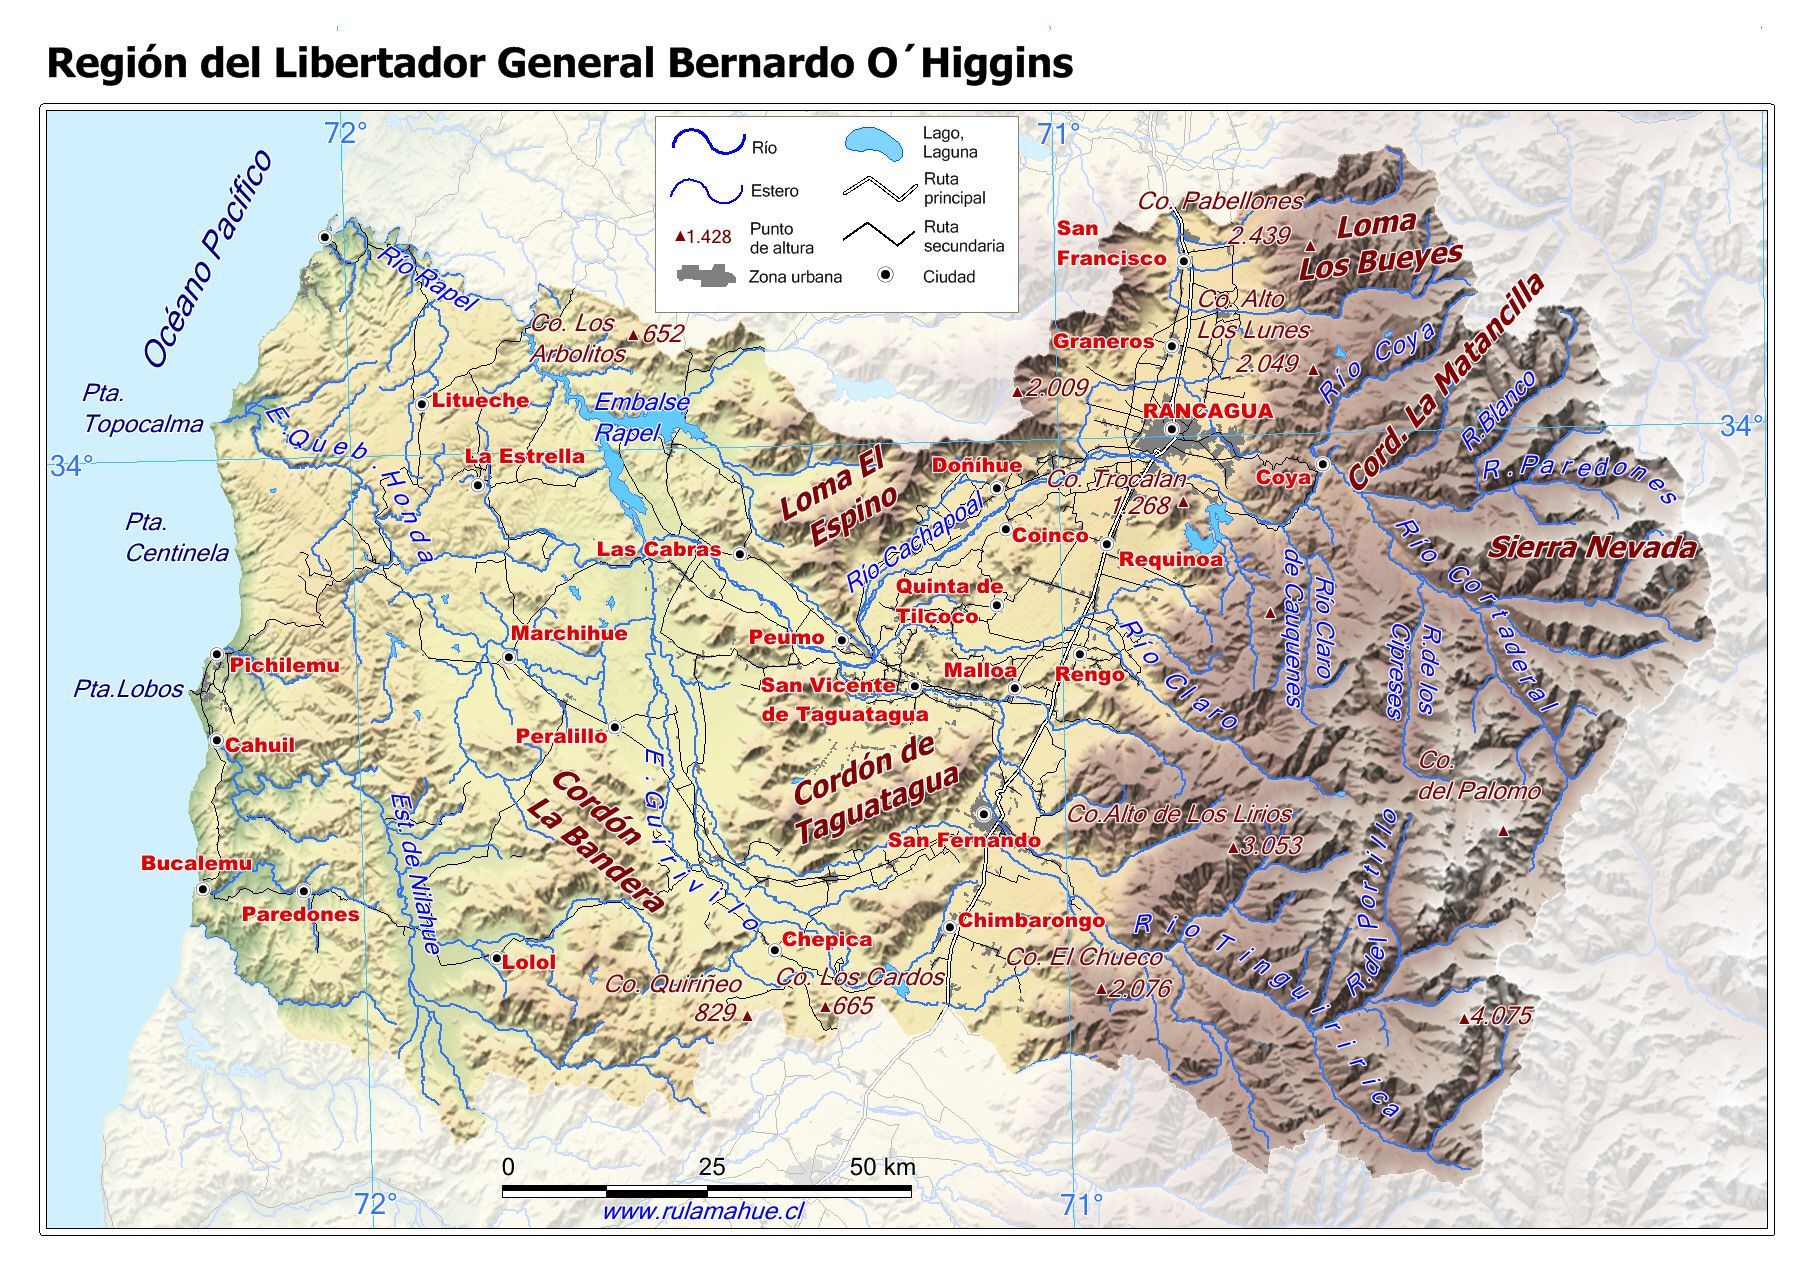 Región del Libertador General Bernardo O´Higgins
72°
71°
Río
Lago,
Laguna
Estero
Ruta
principal
1.428
Punto
de altura
Ruta
secundaria
Zona urbana
Ciudad
Océano Pacífico
Río Rapel
Co. Los
Arbolitos
652
Co. Pabellones
2.439
San
Francisco
Loma
Los Bueyes
Co. Alto
Los Lunes
2.049
Graneros
2.009
Río Coya
Cord. La Matancilla
R.Blanco
R.Paredones
Pta.
Topocalma
E. Queb. Honda
Litueche
Embalse
Rapel
RANCAGUA
34°
34°
La Estrella
Loma El
Espino
Doñihue
Co. Trocalan
1.268
Coya
Pta.
Centinela
Las Cabras
Río Cachapoal
Coinco
Requinoa
Río Cortaderal
Sierra Nevada
Quinta de
Tilcoco
Río Claro
de Cauquenes
Río Claro
R.de los
Cipreses
Marchihue
Peumo
Malloa
Rengo
Pichilemu
Pta.Lobos
San Vicente
de Taguatagua
Cahuil
Peralillo
E. Guirivilo
Cordón de
Taguatagua
Co.
del Palomo
Cordón
La Bandera
Est. de Nilahue
Co.Alto de Los Lirios
3.053
San Fernando
R.del Portillo
Bucalemu
Paredones
Chimbarongo
Río Tinguiririca
Chepica
Lolol
Co. Quiriñeo
829
Co. Los Cardos
665
Co. El Chueco
2.076
4.075
0 25 50 km
72°
71°
www.rulamahue.cl